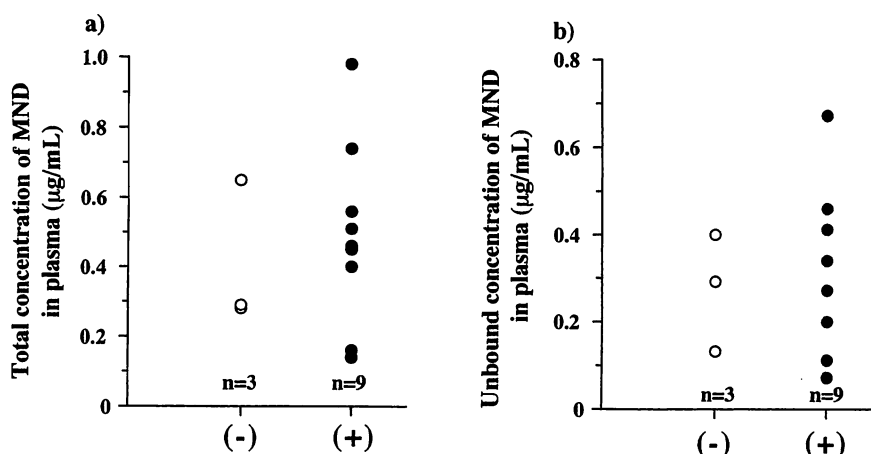 a)
Total concentration of MND
in plasma (µg/mL)
1.0
0.8
0.6
0.4
0.2
0
n=3
n=9
(-)
(+)
b)
Unbound concentration of MND
in plasma (µg/mL)
0.8
0.6
0.4
0.2
0
n=3
n=9
(-)
(+)